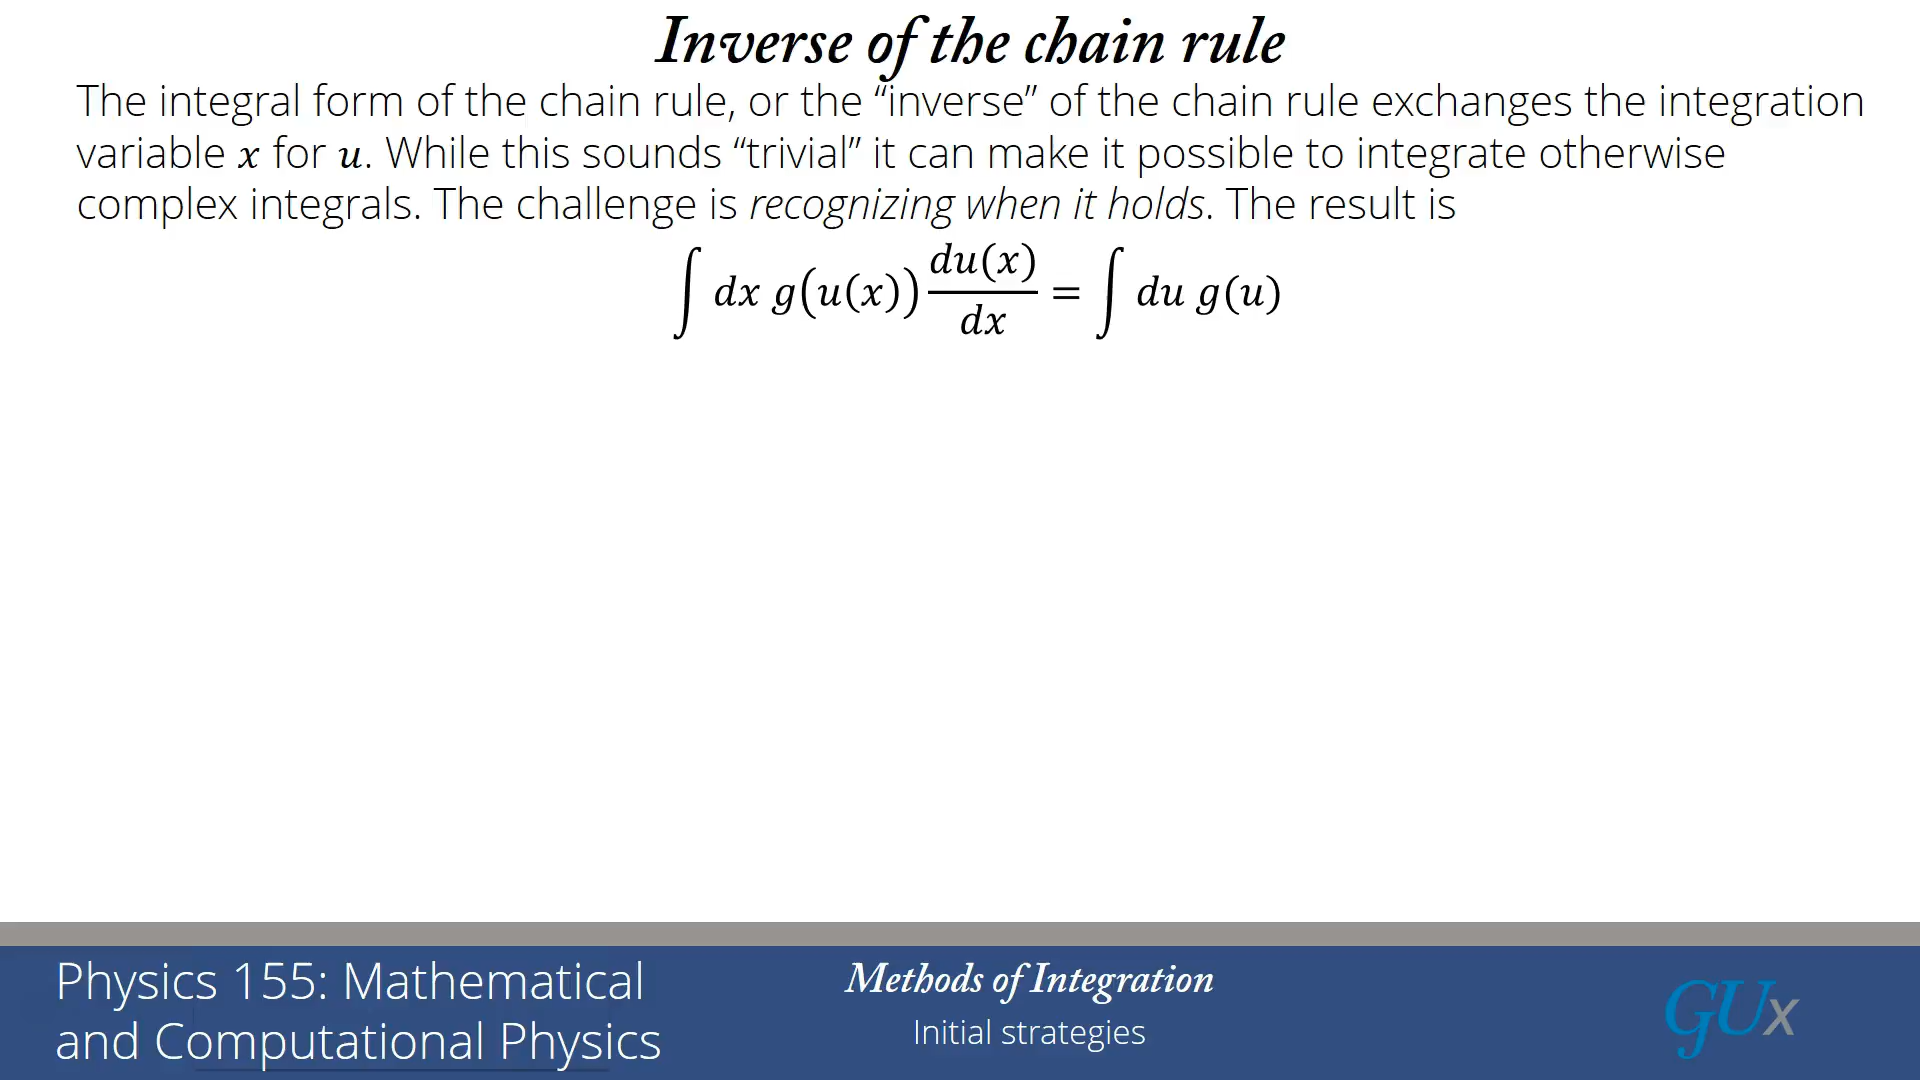 Inverse of the chain rule
The integral form of the chain rule, or the “inverse” of the chain rule exchanges the integration
variable x for u. While this sounds “trivial” it can make it possible to integrate otherwise
complex integrals. The challenge is recognizing when it holds. The result is
∫ dx g(u(x)) du(x)/dx = ∫ du g(u)
Physics 155: Mathematical
and Computational Physics
Methods of Integration
Initial strategies
GUx